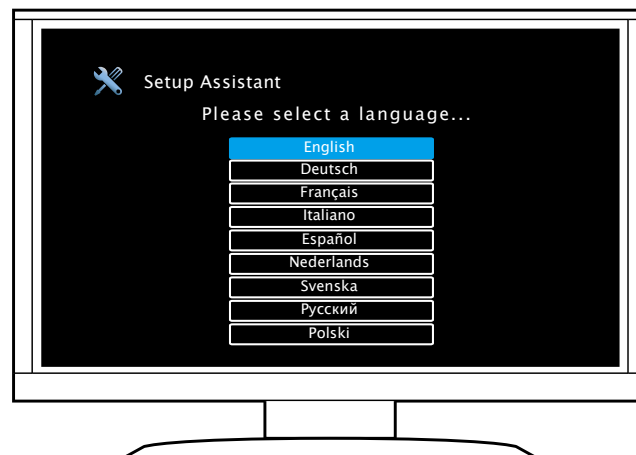 Setup Assistant
Please select a language...
English
Deutsch
Français
Italiano
Español
Nederlands
Svenska
Русский
Polski